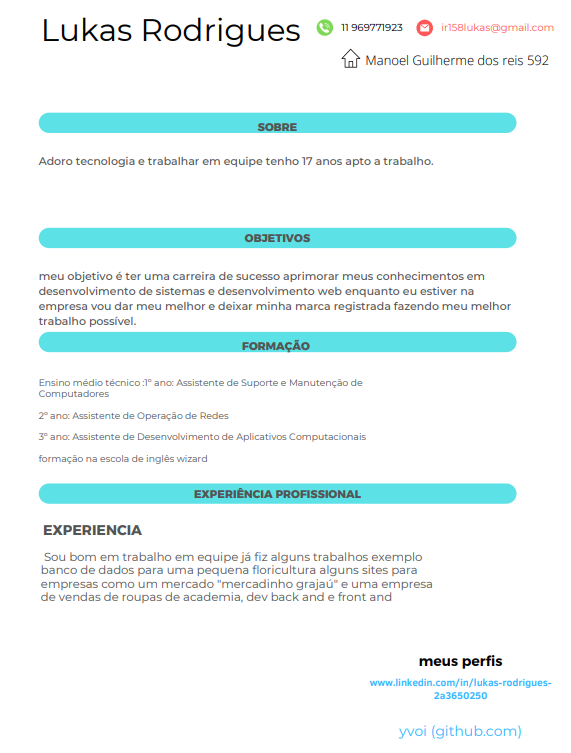 Lukas Rodrigues
11 969771923
ir158lukas@gmail.com
Manoel Guilherme dos reis 592
SOBRE
Adoro tecnologia e trabalhar em equipe tenho 17 anos apto a trabalho.
OBJETIVOS
meu objetivo é ter uma carreira de sucesso aprimorar meus conhecimentos em
desenvolvimento de sistemas e desenvolvimento web enquanto eu estiver na
empresa vou dar meu melhor e deixar minha marca registrada fazendo meu melhor
trabalho possível.
FORMAÇÃO
Ensino médio técnico :1º ano: Assistente de Suporte e Manutenção de
Computadores
2º ano: Assistente de Operação de Redes
3º ano: Assistente de Desenvolvimento de Aplicativos Computacionais
formação na escola de inglês wizard
EXPERIÊNCIA PROFISSIONAL
EXPERIENCIA
Sou bom em trabalho em equipe já fiz alguns trabalhos exemplo
banco de dados para uma pequena floricultura alguns sites para
empresas como um mercado "mercadinho grajaú" e uma empresa
de vendas de roupas de academia, dev back and e front and
meus perfis
www.linkedin.com/in/lukas-rodrigues-
2a3650250
yvoi (github.com)